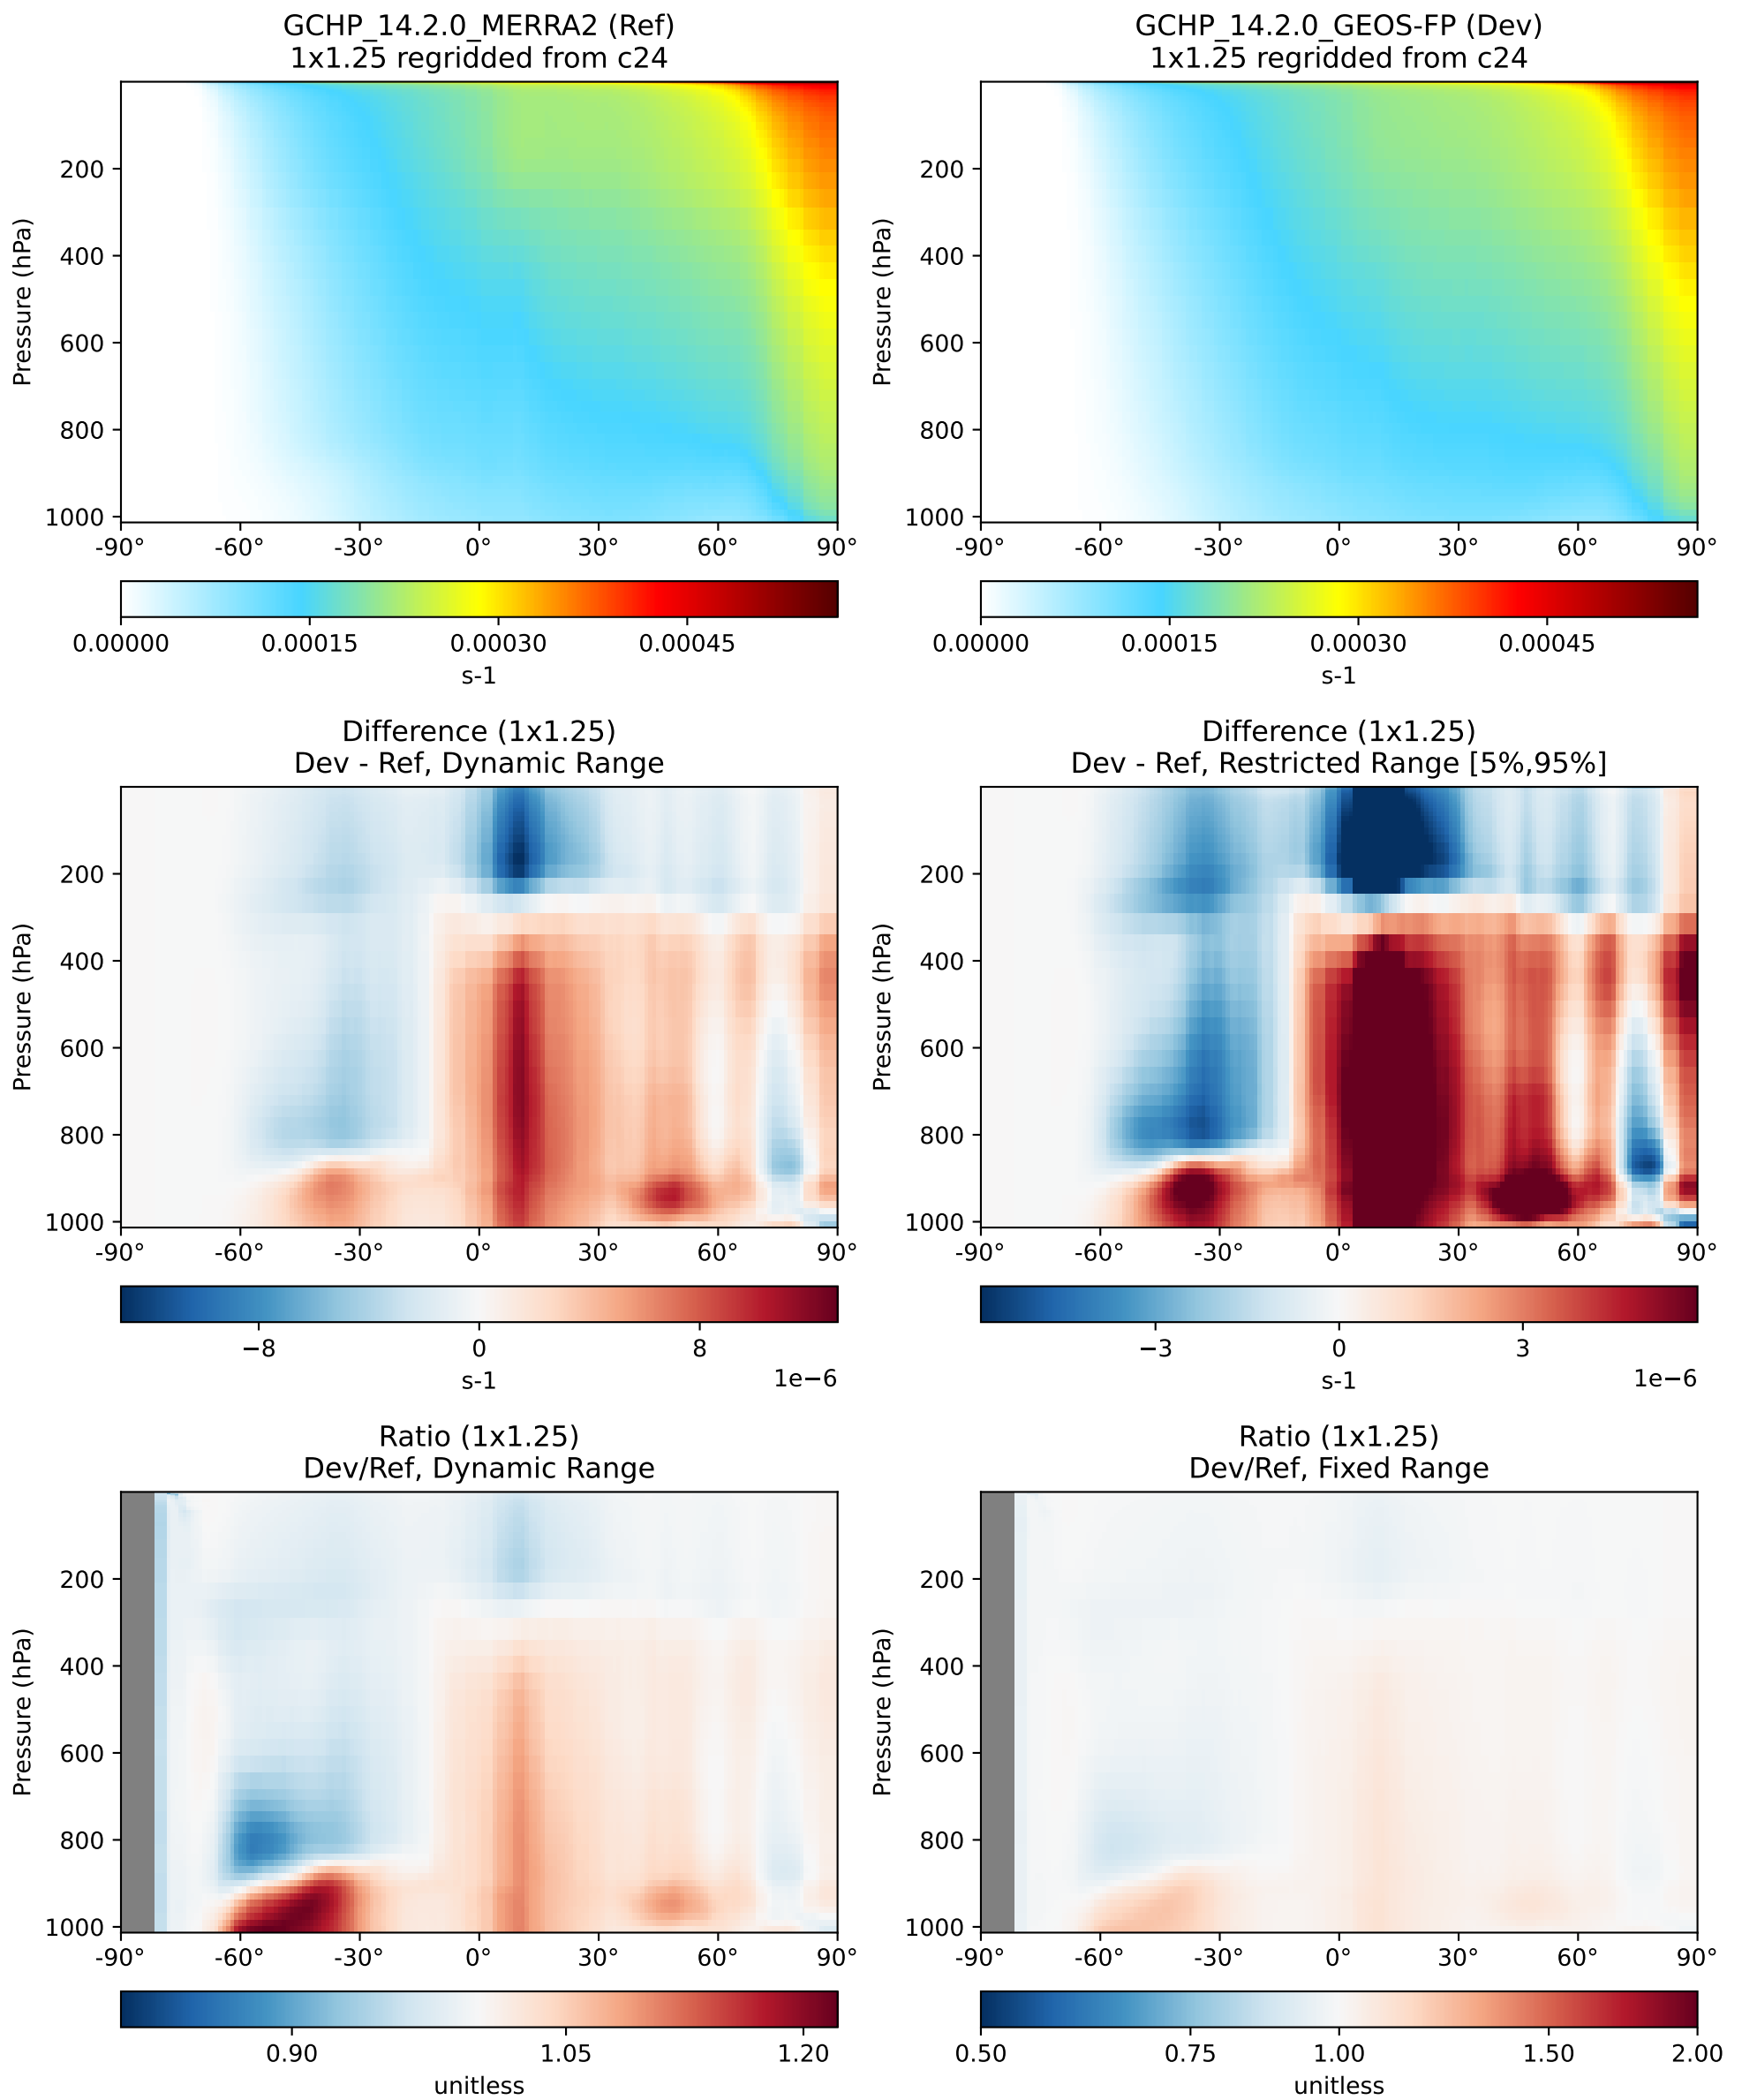 GCHP_14.2.0_MERRA2 (Ref)
1x1.25 regridded from c24
Pressure (hPa)
200
400
600
800
1000
-90° -60° -30° 0° 30° 60° 90°
0.00000 0.00015 0.00030 0.00045
s-1
GCHP_14.2.0_GEOS-FP (Dev)
1x1.25 regridded from c24
Pressure (hPa)
200
400
600
800
1000
-90° -60° -30° 0° 30° 60° 90°
0.00000 0.00015 0.00030 0.00045
s-1
Difference (1x1.25)
Dev - Ref, Dynamic Range
Pressure (hPa)
200
400
600
800
1000
-90° -60° -30° 0° 30° 60° 90°
−8 0 8
s-1 1e−6
Difference (1x1.25)
Dev - Ref, Restricted Range [5%,95%]
Pressure (hPa)
200
400
600
800
1000
-90° -60° -30° 0° 30° 60° 90°
−3 0 3
s-1 1e−6
Ratio (1x1.25)
Dev/Ref, Dynamic Range
Pressure (hPa)
200
400
600
800
1000
-90° -60° -30° 0° 30° 60° 90°
0.90 1.05 1.20
unitless
Ratio (1x1.25)
Dev/Ref, Fixed Range
Pressure (hPa)
200
400
600
800
1000
-90° -60° -30° 0° 30° 60° 90°
0.50 0.75 1.00 1.50 2.00
unitless